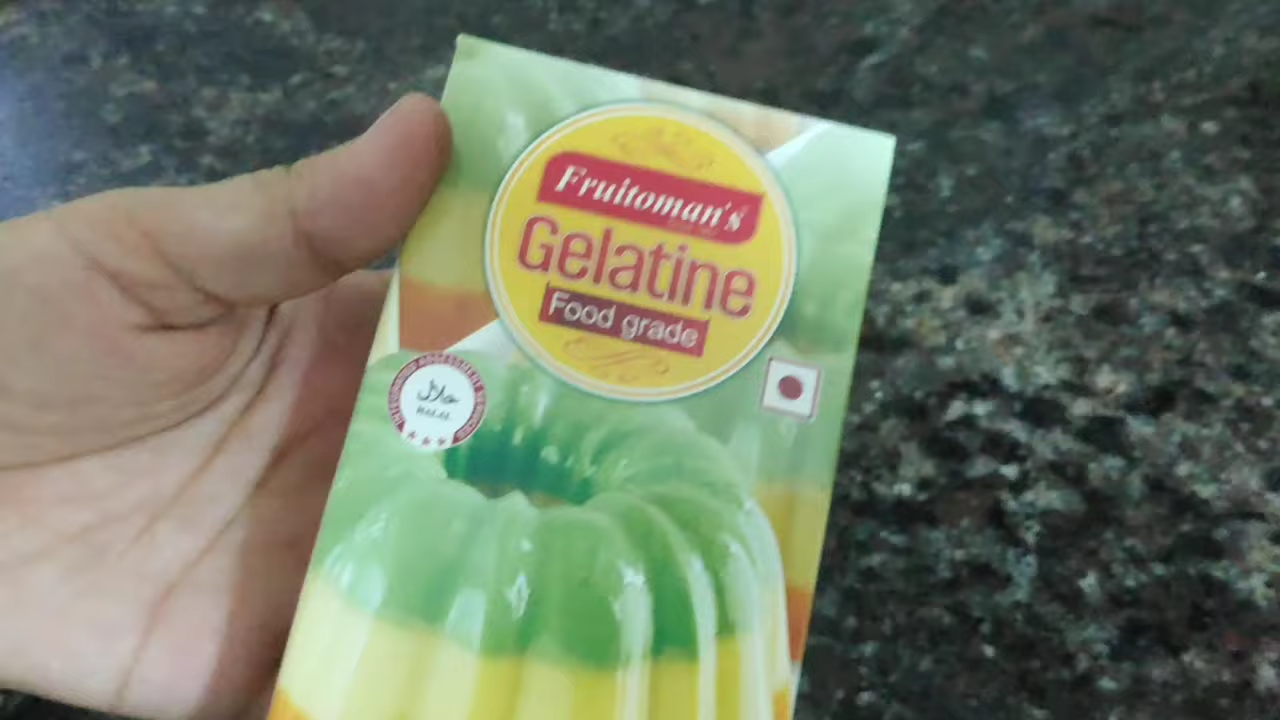 Fruitoman's
Gelatine
Food grade
حلال
HALAL